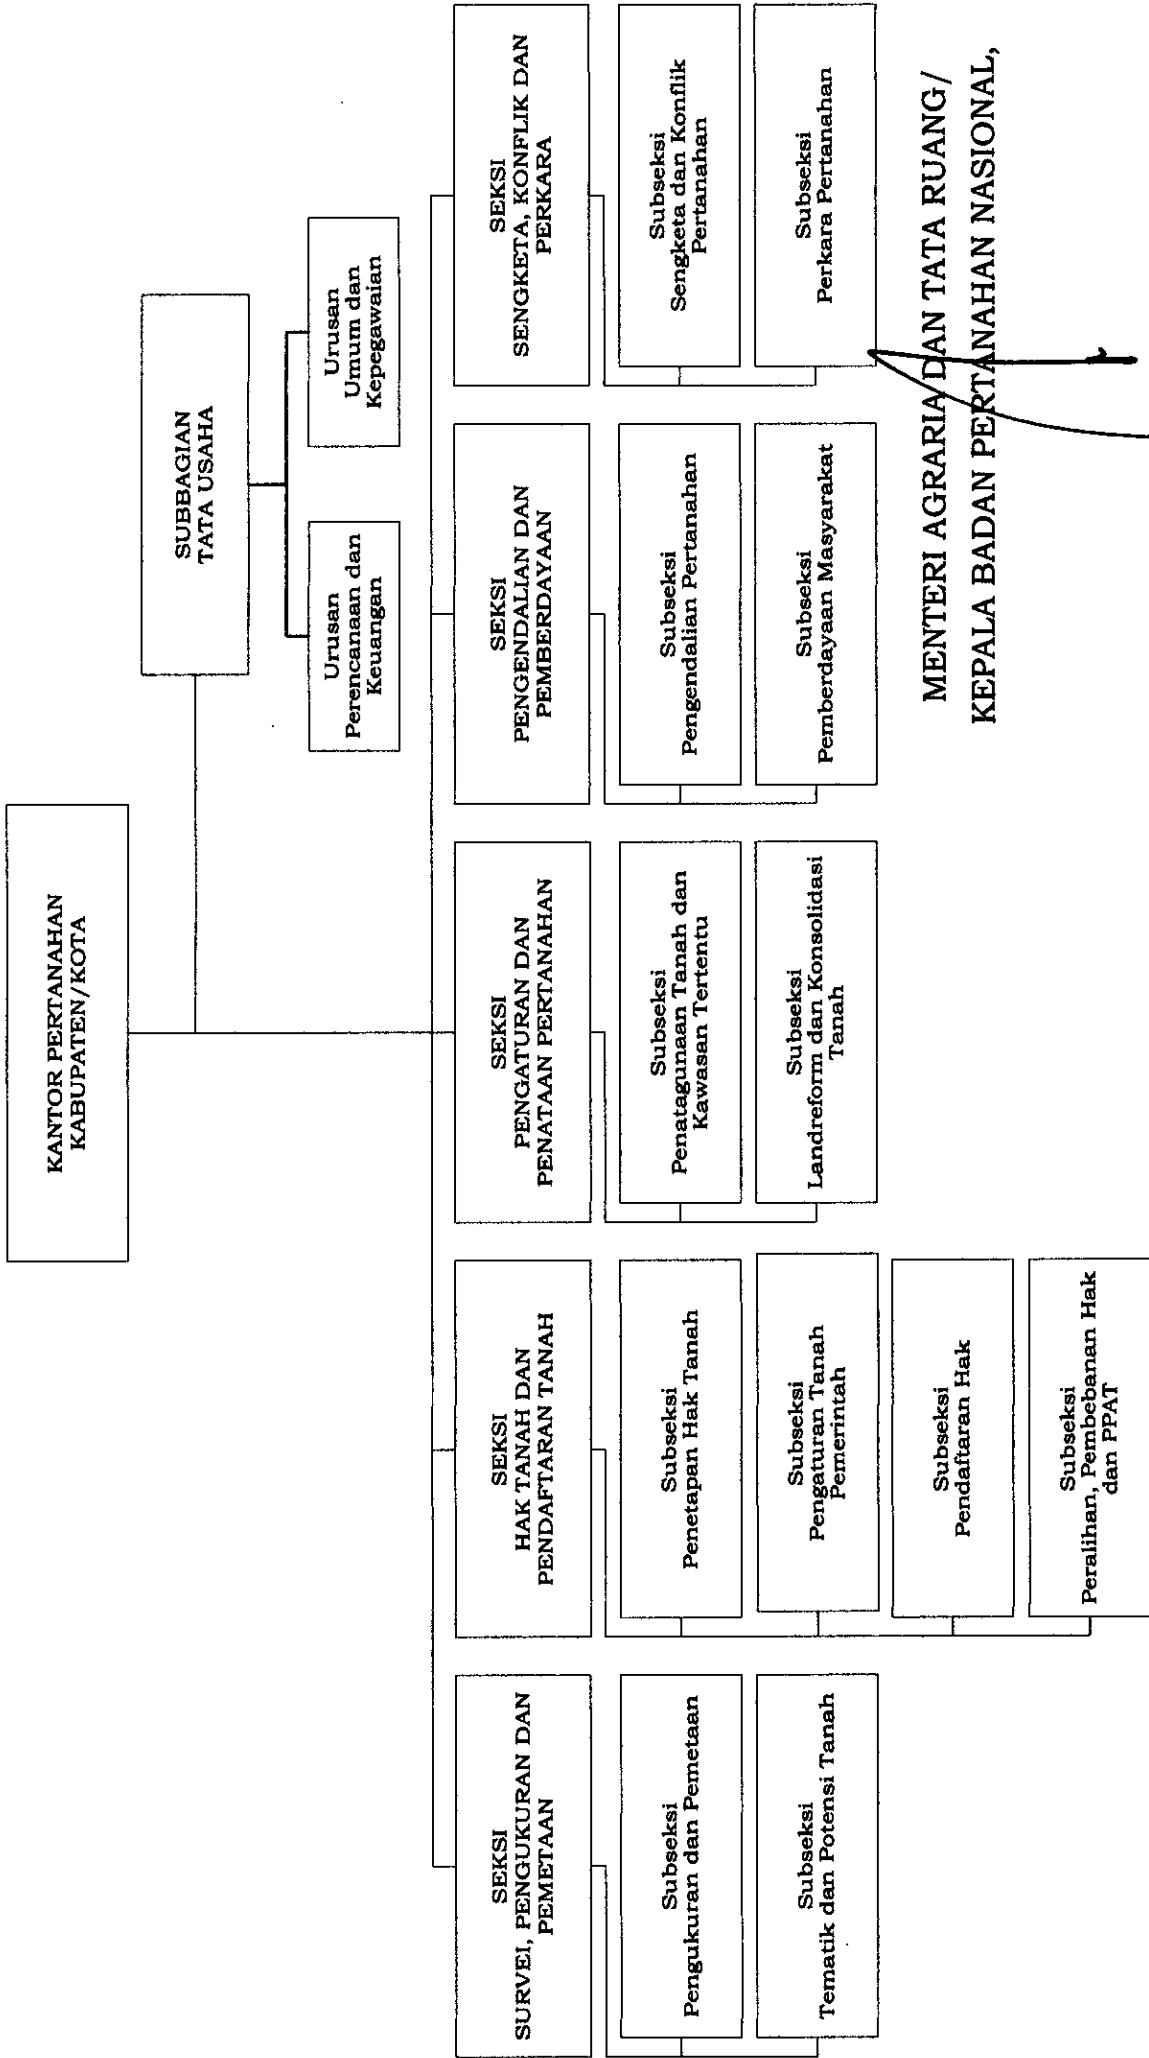 KANTOR PERTANAHAN
KABUPATEN/KOTA
SUBBAGIAN
TATA USAHA
Urusan
Perencanaan dan
Keuangan
Urusan
Umum dan
Kepegawaian
SEKSI
SURVEI, PENGUKURAN DAN
PEMETAAN
Subseksi
Pengukuran dan Pemetaan
Subseksi
Tematik dan Potensi Tanah
SEKSI
HAK TANAH DAN
PENDAFTARAN TANAH
Subseksi
Penetapan Hak Tanah
Subseksi
Pengaturan Tanah
Pemerintah
Subseksi
Pendaftaran Hak
Subseksi
Peralihan, Pembebanan Hak
dan PPAT
SEKSI
PENGATURAN DAN
PENATAAN PERTANAHAN
Subseksi
Penatagunaan Tanah dan
Kawasan Tertentu
Subseksi
Landreform dan Konsolidasi
Tanah
SEKSI
PENGENDALIAN DAN
PEMBERDAYAAN
Subseksi
Pengendalian Pertanahan
Subseksi
Pemberdayaan Masyarakat
SEKSI
SENGKETA, KONFLIK DAN
PERKARA
Subseksi
Sengketa dan Konflik
Pertanahan
Subseksi
Perkara Pertanahan
MENTERI AGRARIA DAN TATA RUANG/
KEPALA BADAN PERTANAHAN NASIONAL,